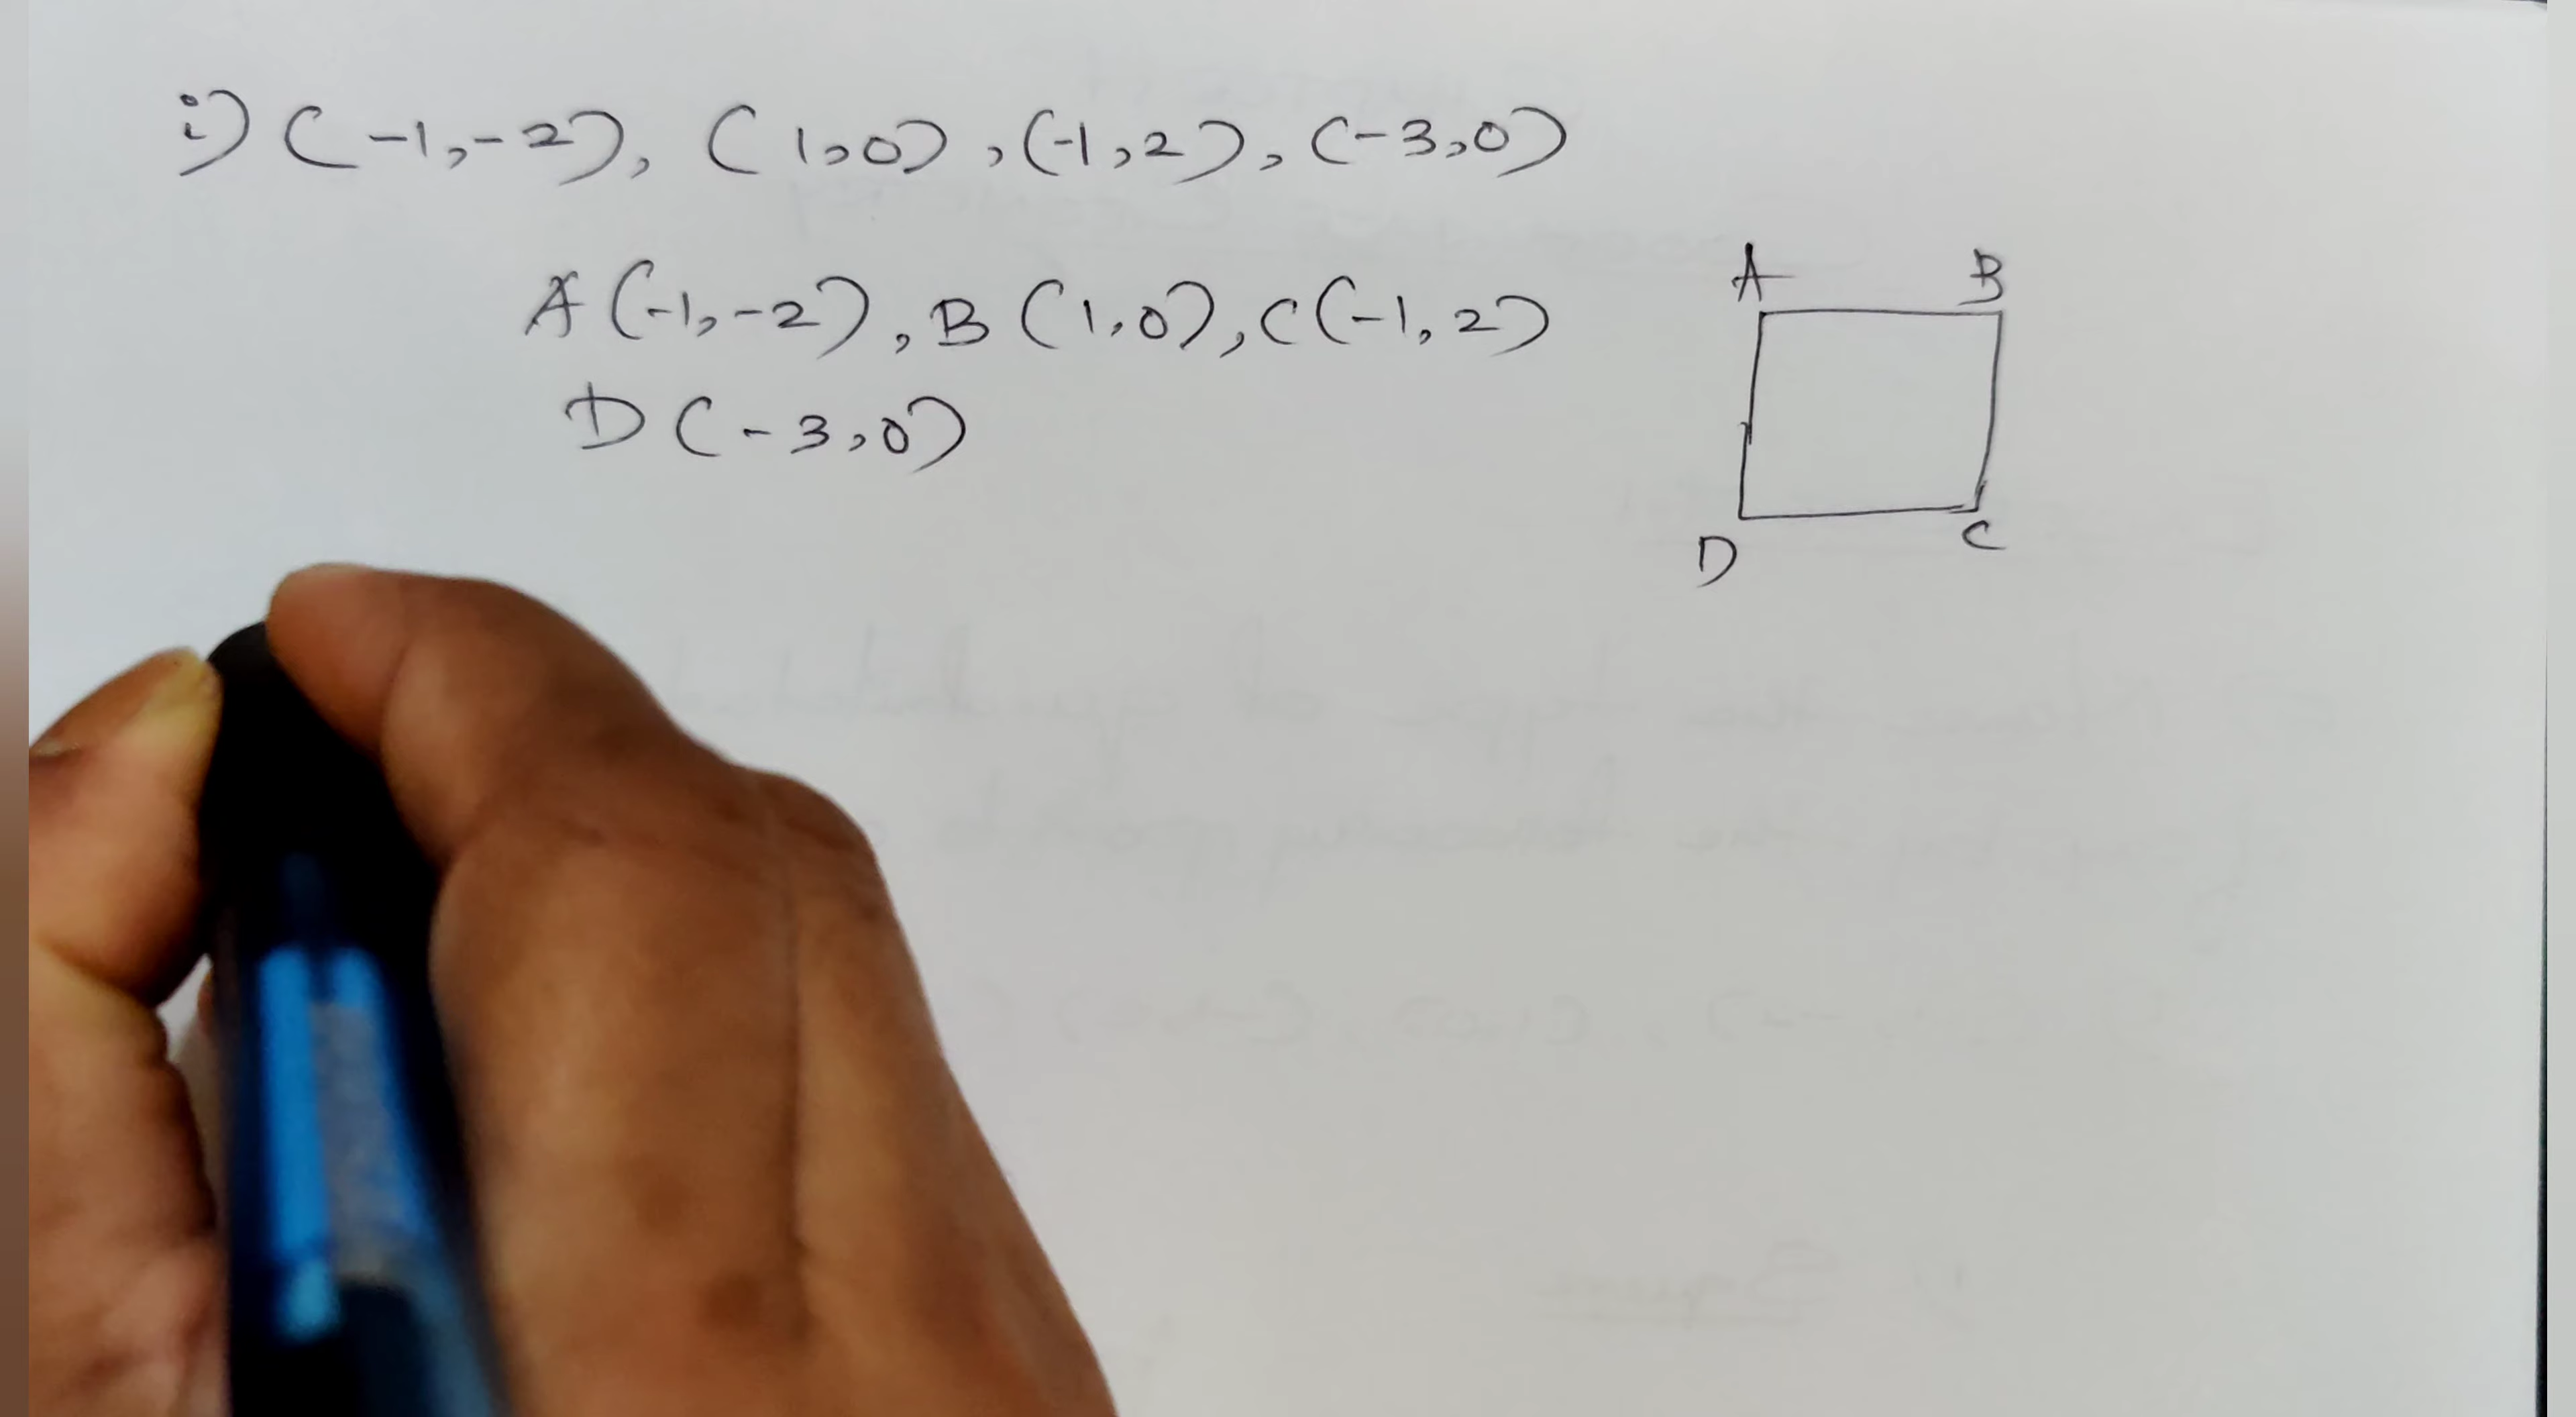 i) (-1,-2), (1,0), (-1,2), (-3,0)
A(-1,-2), B(1,0), C(-1,2)
D(-3,0)
A B
D C